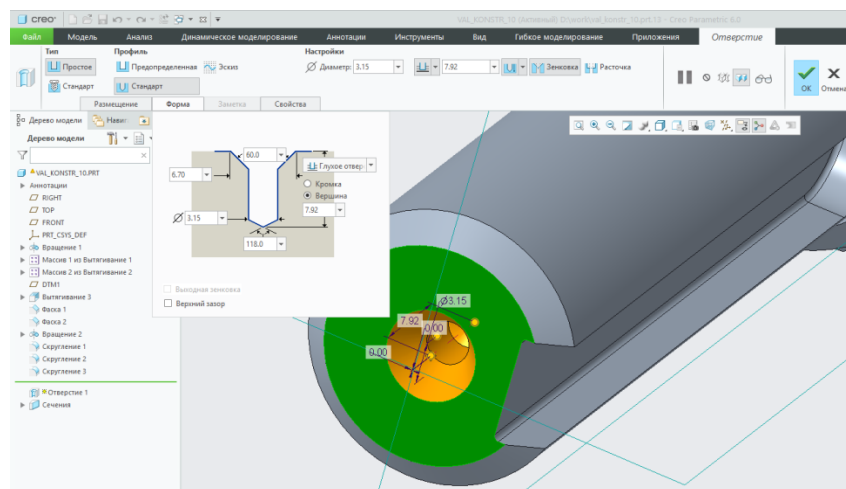 creo
VAL_KONSTR_10 (Активный) D:\work\val_konstr_10.prt.13 - Creo Parametric 6.0
Файл Модель Анализ Динамическое моделирование Аннотации Инструменты Вид Гибкое моделирование Приложения Отверстие
Тип Профиль Настройки
Простое Предопределенная Эскиз Диаметр: 3.15 7.92 Зенковка Расточка
Стандарт Стандарт
OK Отмена
Размещение Форма Заметка Свойства
Дерево модели Навиг
Дерево модели
VAL_KONSTR_10.PRT
Аннотации
RIGHT
TOP
FRONT
PRT_CSYS_DEF
Вращение 1
Массив 1 из Вытягивание 1
Массив 2 из Вытягивание 2
DTM1
Вытягивание 3
Фаска 1
Фаска 2
Вращение 2
Скругление 1
Скругление 2
Скругление 3
Отверстие 1
Сечения
60.0
Глухое отвер
6.70
Кромка
Вершина
7.92
3.15
118.0
Выходная зенковка
Верхний зазор
Ø3.15
7.92
0.00
0.00